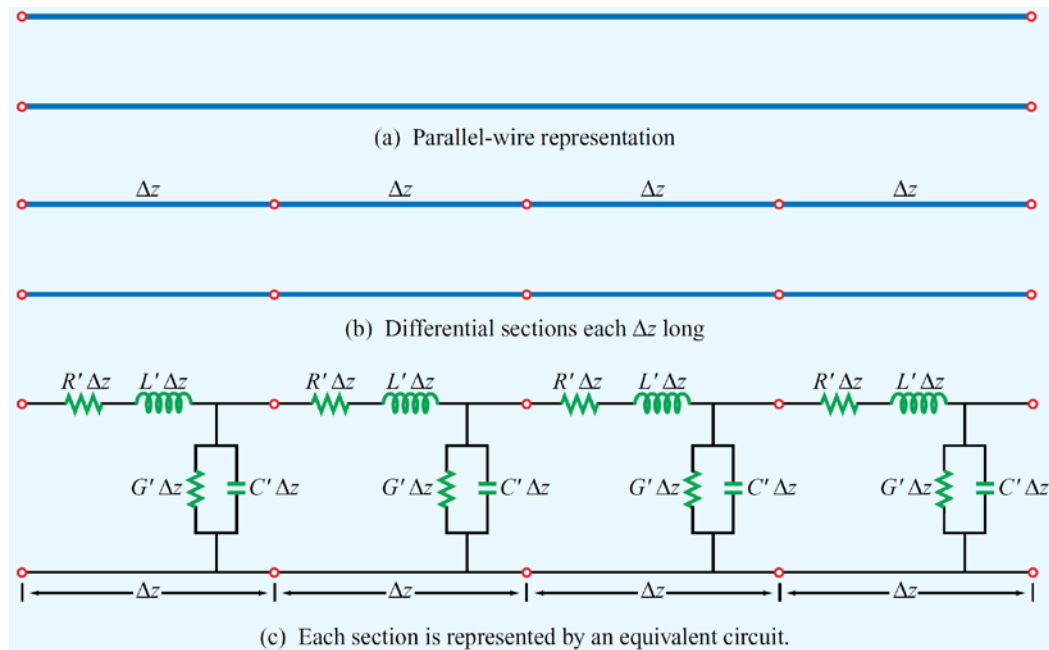 (a) Parallel-wire representation
Δz Δz Δz Δz
(b) Differential sections each Δz long
R′ Δz L′ Δz R′ Δz L′ Δz R′ Δz L′ Δz R′ Δz L′ Δz
G′ Δz C′ Δz G′ Δz C′ Δz G′ Δz C′ Δz G′ Δz C′ Δz
Δz Δz Δz Δz
(c) Each section is represented by an equivalent circuit.